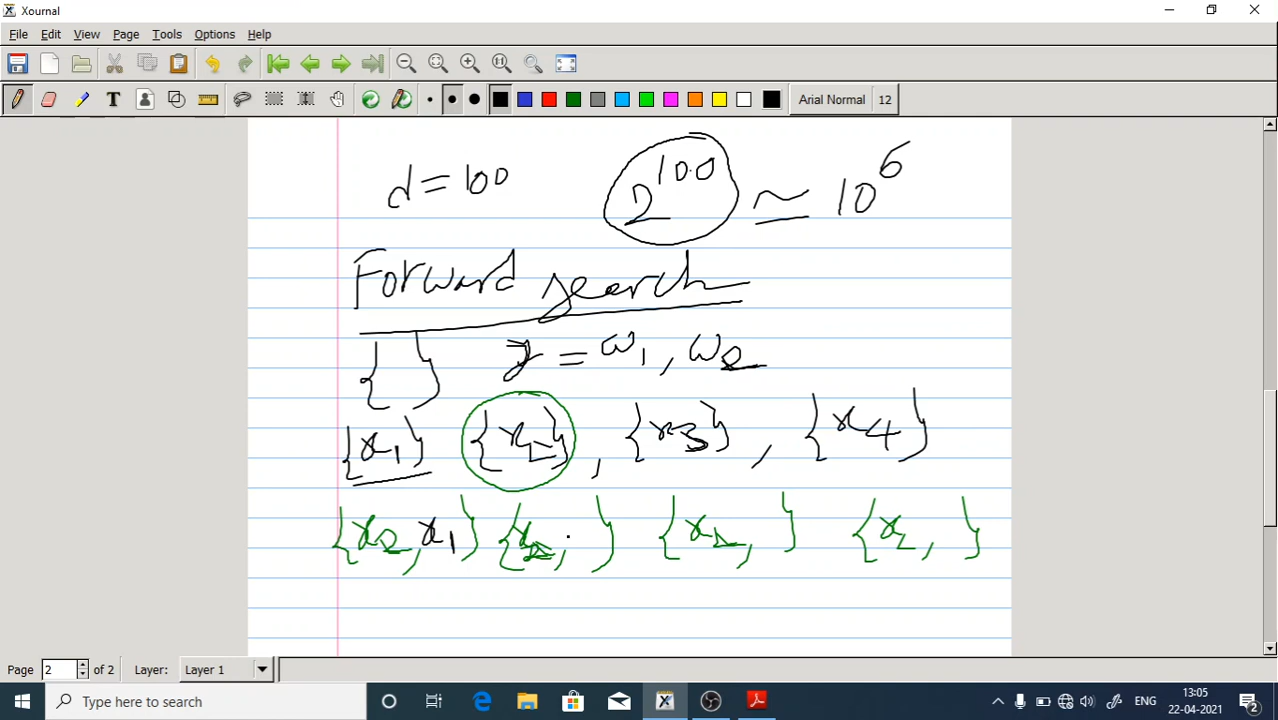 Xournal
File Edit View Page Tools Options Help
Arial Normal 12
d = 100 2^100 ≃ 10^6
Forward search
{ } y = ω1, ω2
{x1} {x2}, {x3}, {x4}
{x2, x1} {x2, } {x2, } {x2, }
Page 2 of 2 Layer: Layer 1
Type here to search
ENG
13:05
22-04-2021
2